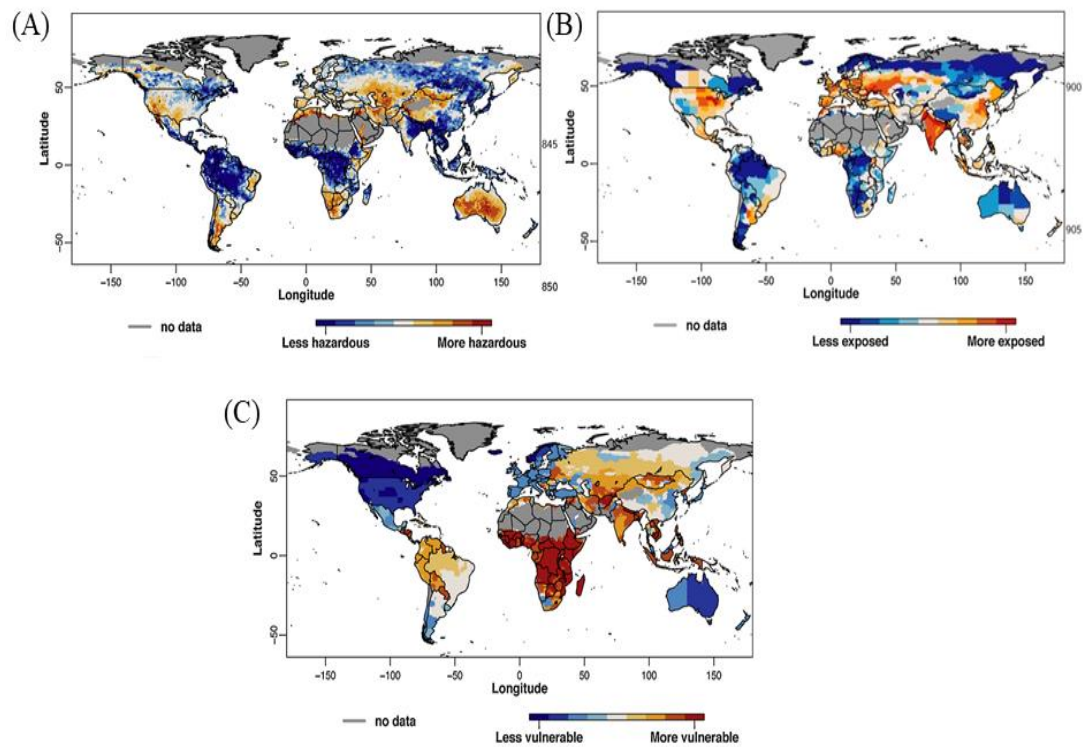 (A)
(B)
Latitude
50
0
−50
−150
−100
−50
0
50
100
150
Longitude
845
850
no data
Less hazardous
More hazardous
Latitude
50
0
−50
−150
−100
−50
0
50
100
150
Longitude
900
905
no data
Less exposed
More exposed
(C)
Latitude
50
0
−50
−150
−100
−50
0
50
100
150
Longitude
no data
Less vulnerable
More vulnerable